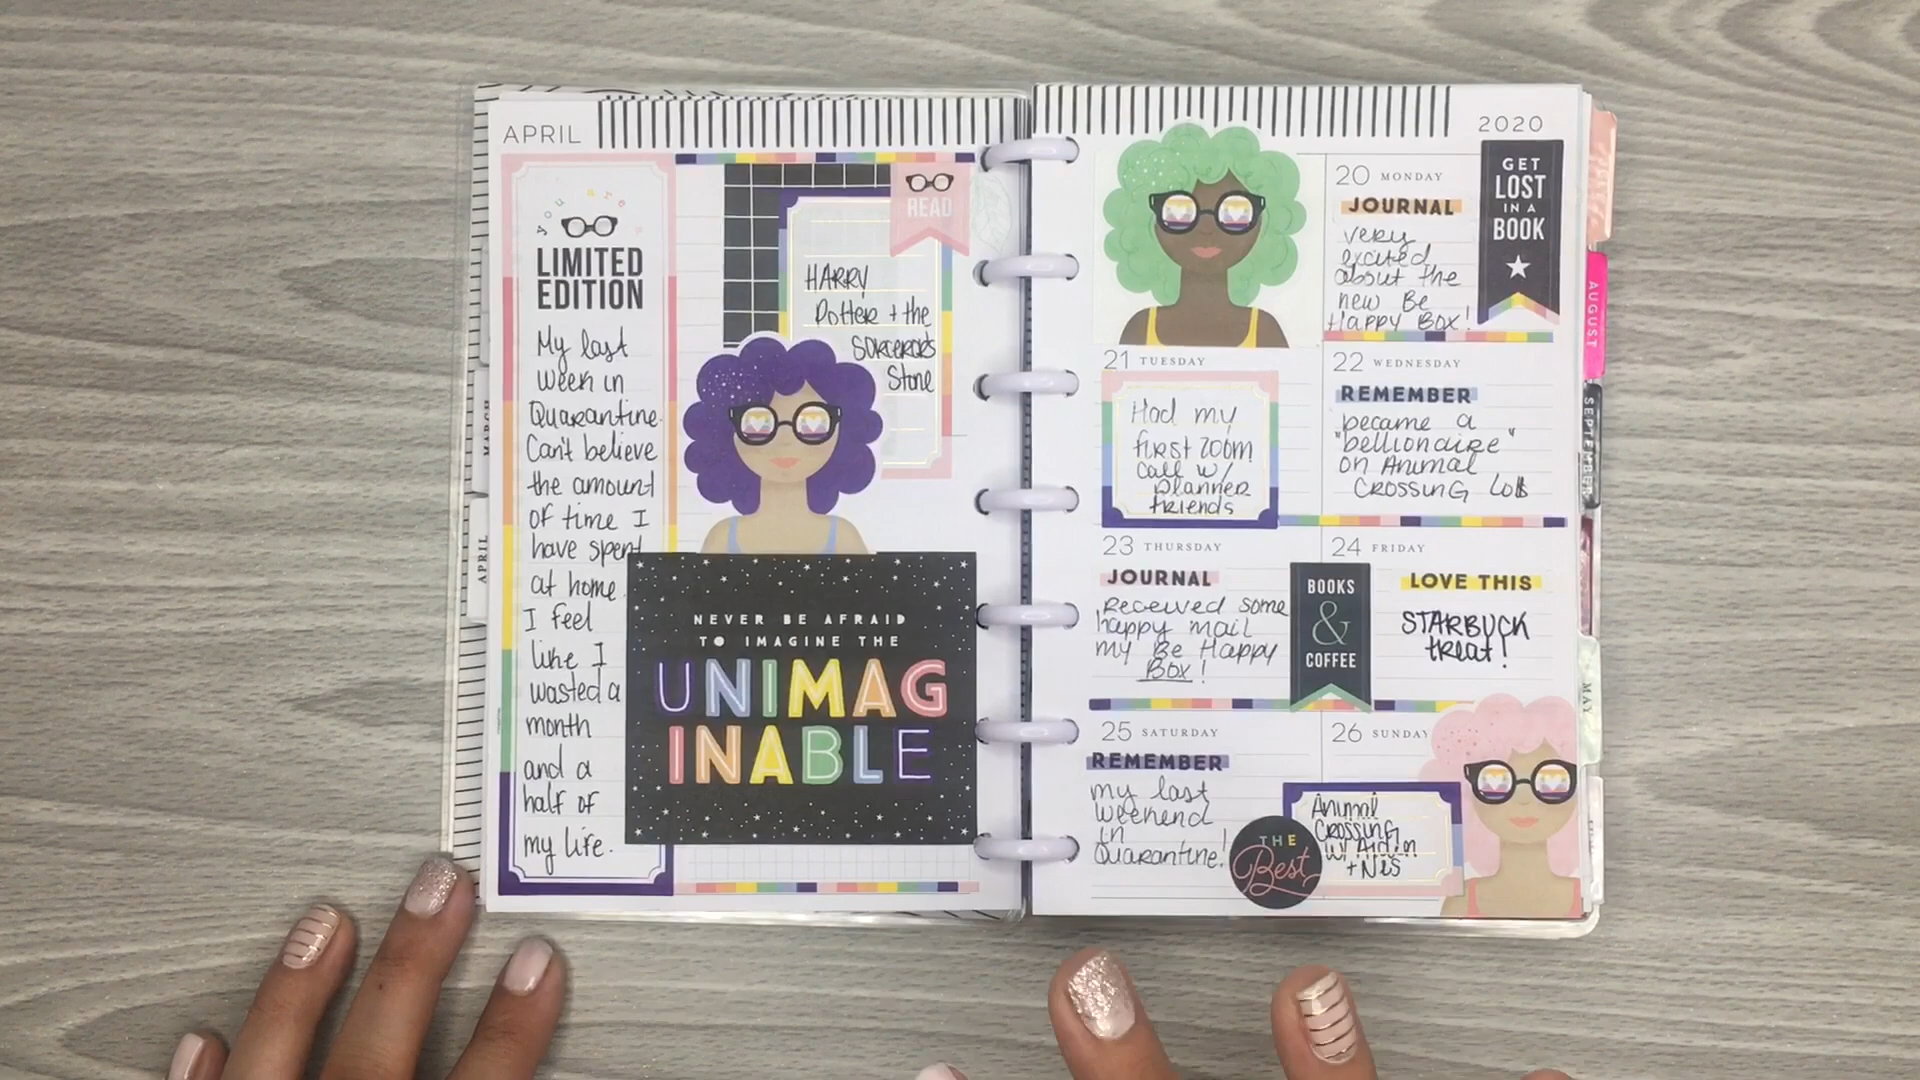 APRIL
you are
LIMITED
EDITION
My last
week in
Quarantine.
Can't believe
the amount
of time I
have spent
at home.
I feel
like I
wasted a
month
and a
half of
my life.
READ
HARRY
Potter + the
SORCEROR'S
Stone
NEVER BE AFRAID
TO IMAGINE THE
UNIMAG
INABLE
MARCH
APRIL
2020
20 MONDAY
JOURNAL
very
excited
about the
new Be
Happy Box!
GET
LOST
IN A
BOOK
21 TUESDAY
Had my
first zoom
call w/
planner
friends
22 WEDNESDAY
REMEMBER
became a
"bellionaire"
on Animal
CROSSING
23 THURSDAY
JOURNAL
Received some
happy mail
my Be Happy
Box!
BOOKS
&
COFFEE
24 FRIDAY
LOVE THIS
STARBUCK
treat!
25 SATURDAY
REMEMBER
my last
weekend
in
Quarantine!
26 SUNDAY
THE
Best
Animal
Crossing
w/ Aidan
+ Nes
AUGUST
SEPTEMBER
MAY